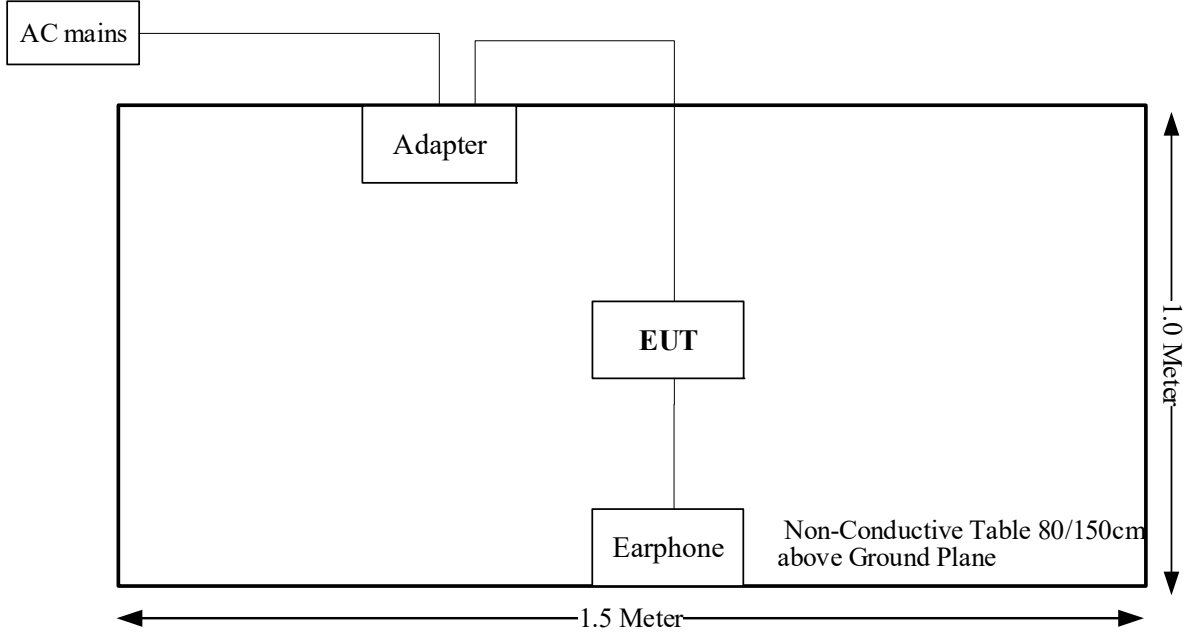 AC mains
Adapter
EUT
1.0 Meter
Earphone
Non-Conductive Table 80/150cm
above Ground Plane
1.5 Meter